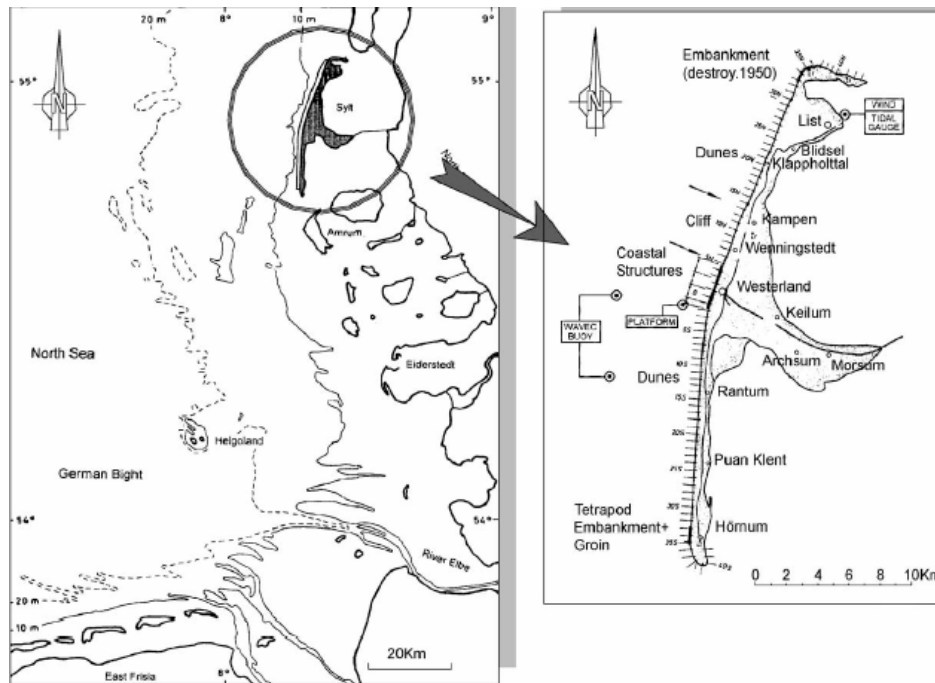 20 m
8°
10 m
9°
55°
55°
N
Sylt
Amrum
North Sea
Eiderstedt
Helgoland
German Bight
54°
54°
River Elbe
20 m
10 m
20Km
East Frisia
8°
N
Embankment
(destroy.1950)
WIND
TIDAL
GAUGE
List
Blidsel
Dunes
Klappholttal
Cliff
Kampen
Wenningstedt
Coastal
Structures
Westerland
PLATFORM
WAVEC
BUOY
Keilum
Archsum
Morsum
Dunes
Rantum
Puan Klent
Tetrapod
Embankment+
Groin
Hörnum
0 2 4 6 8 10Km